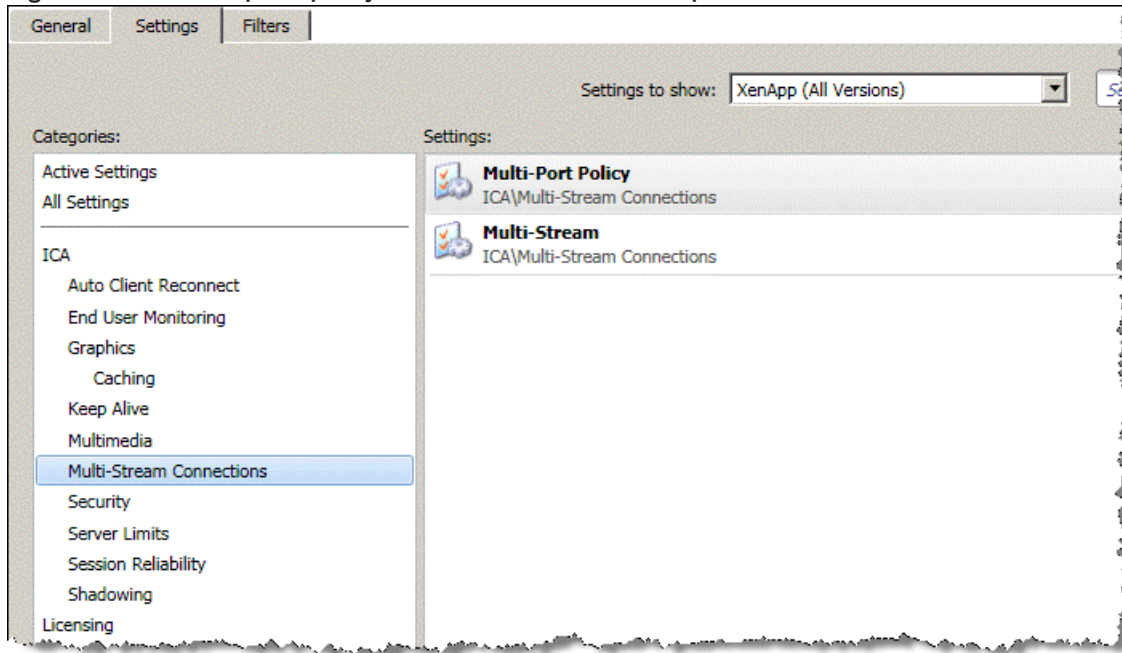 General Settings Filters
Settings to show: XenApp (All Versions)
Categories:
Active Settings
All Settings
ICA
Auto Client Reconnect
End User Monitoring
Graphics
Caching
Keep Alive
Multimedia
Multi-Stream Connections
Security
Server Limits
Session Reliability
Shadowing
Licensing
Settings:
Multi-Port Policy
ICA\Multi-Stream Connections
Multi-Stream
ICA\Multi-Stream Connections